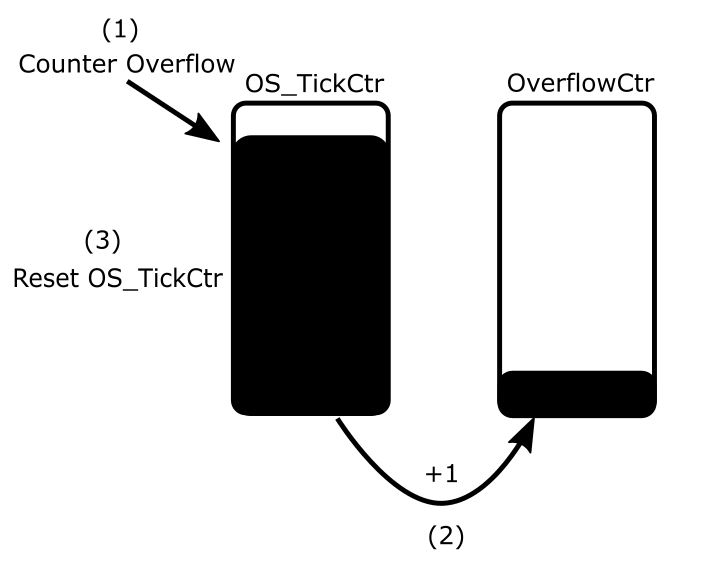 (1)
Counter Overflow
OS_TickCtr
OverflowCtr
(3)
Reset OS_TickCtr
+1
(2)